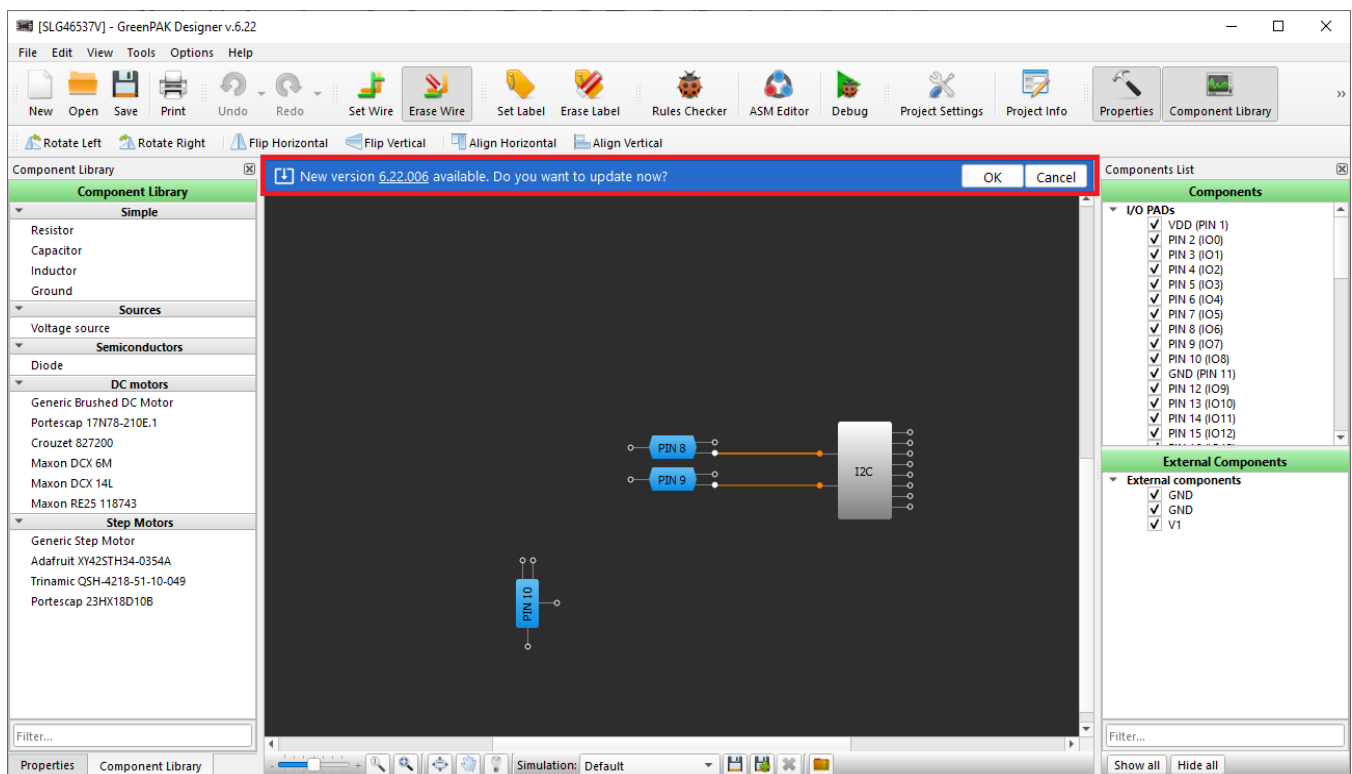 [SLG46537V] - GreenPAK Designer v.6.22
File Edit View Tools Options Help
New Open Save Print Undo Redo Set Wire Erase Wire Set Label Erase Label Rules Checker ASM Editor Debug Project Settings Project Info Properties Component Library »
Rotate Left Rotate Right Flip Horizontal Flip Vertical Align Horizontal Align Vertical
Component Library
Component Library
Simple
Resistor
Capacitor
Inductor
Ground
Sources
Voltage source
Semiconductors
Diode
DC motors
Generic Brushed DC Motor
Portescap 17N78-210E.1
Crouzet 827200
Maxon DCX 6M
Maxon DCX 14L
Maxon RE25 118743
Step Motors
Generic Step Motor
Adafruit XY42STH34-0354A
Trinamic QSH-4218-51-10-049
Portescap 23HX18D10B
Filter...
Properties Component Library
New version 6.22.006 available. Do you want to update now? OK Cancel
PIN 8
PIN 9
I2C
PIN 10
Simulation: Default
Components List
Components
I/O PADs
VDD (PIN 1)
PIN 2 (IO0)
PIN 3 (IO1)
PIN 4 (IO2)
PIN 5 (IO3)
PIN 6 (IO4)
PIN 7 (IO5)
PIN 8 (IO6)
PIN 9 (IO7)
PIN 10 (IO8)
GND (PIN 11)
PIN 12 (IO9)
PIN 13 (IO10)
PIN 14 (IO11)
PIN 15 (IO12)
External Components
External components
GND
GND
V1
Filter...
Show all Hide all